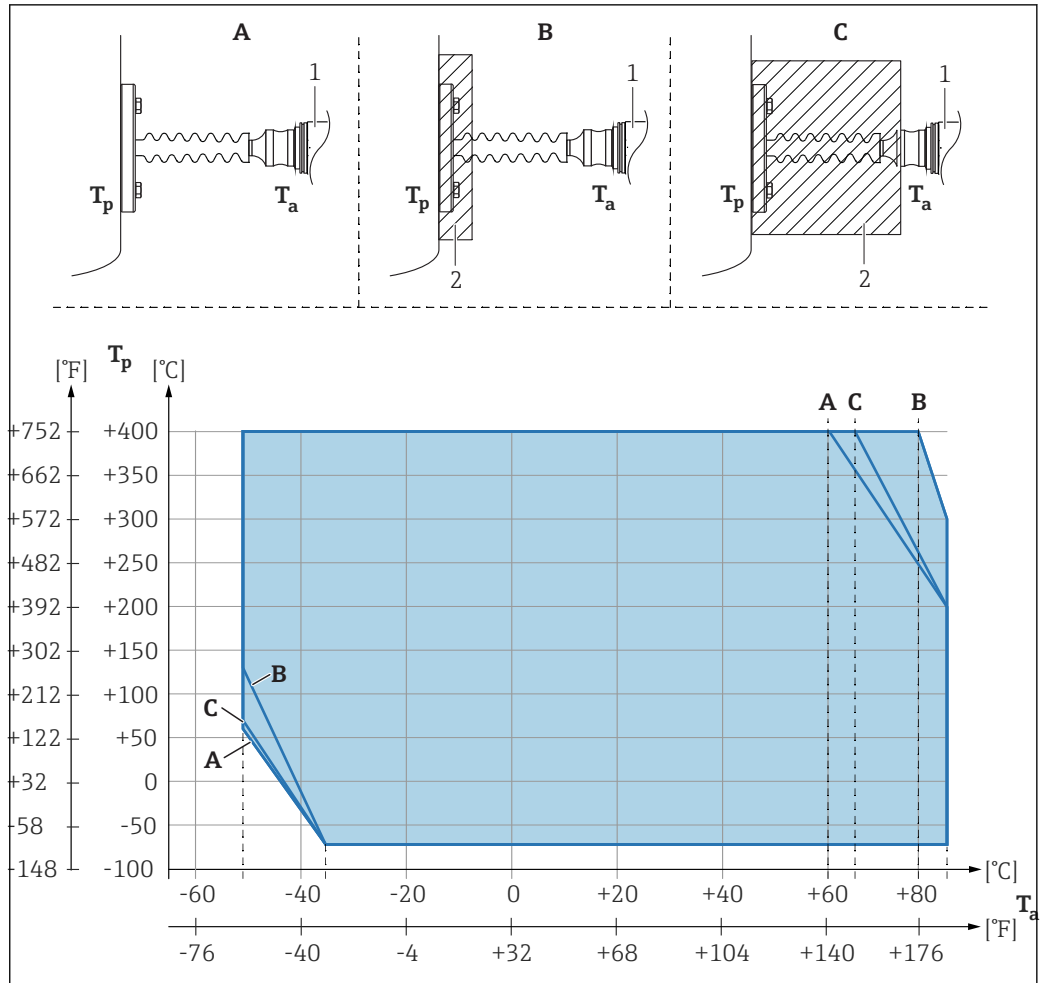 A B C
1 1 1
Tp Ta Tp Ta Tp Ta
2 2
Tp
[°F] [°C]
A C B
+752 +400
+662 +350
+572 +300
+482 +250
+392 +200
+302 +150
+212 +100
+122 +50
+32 0
-58 -50
-148 -100
B
C
A
[°C]
-60 -40 -20 0 +20 +40 +60 +80
Ta
[°F]
-76 -40 -4 +32 +68 +104 +140 +176